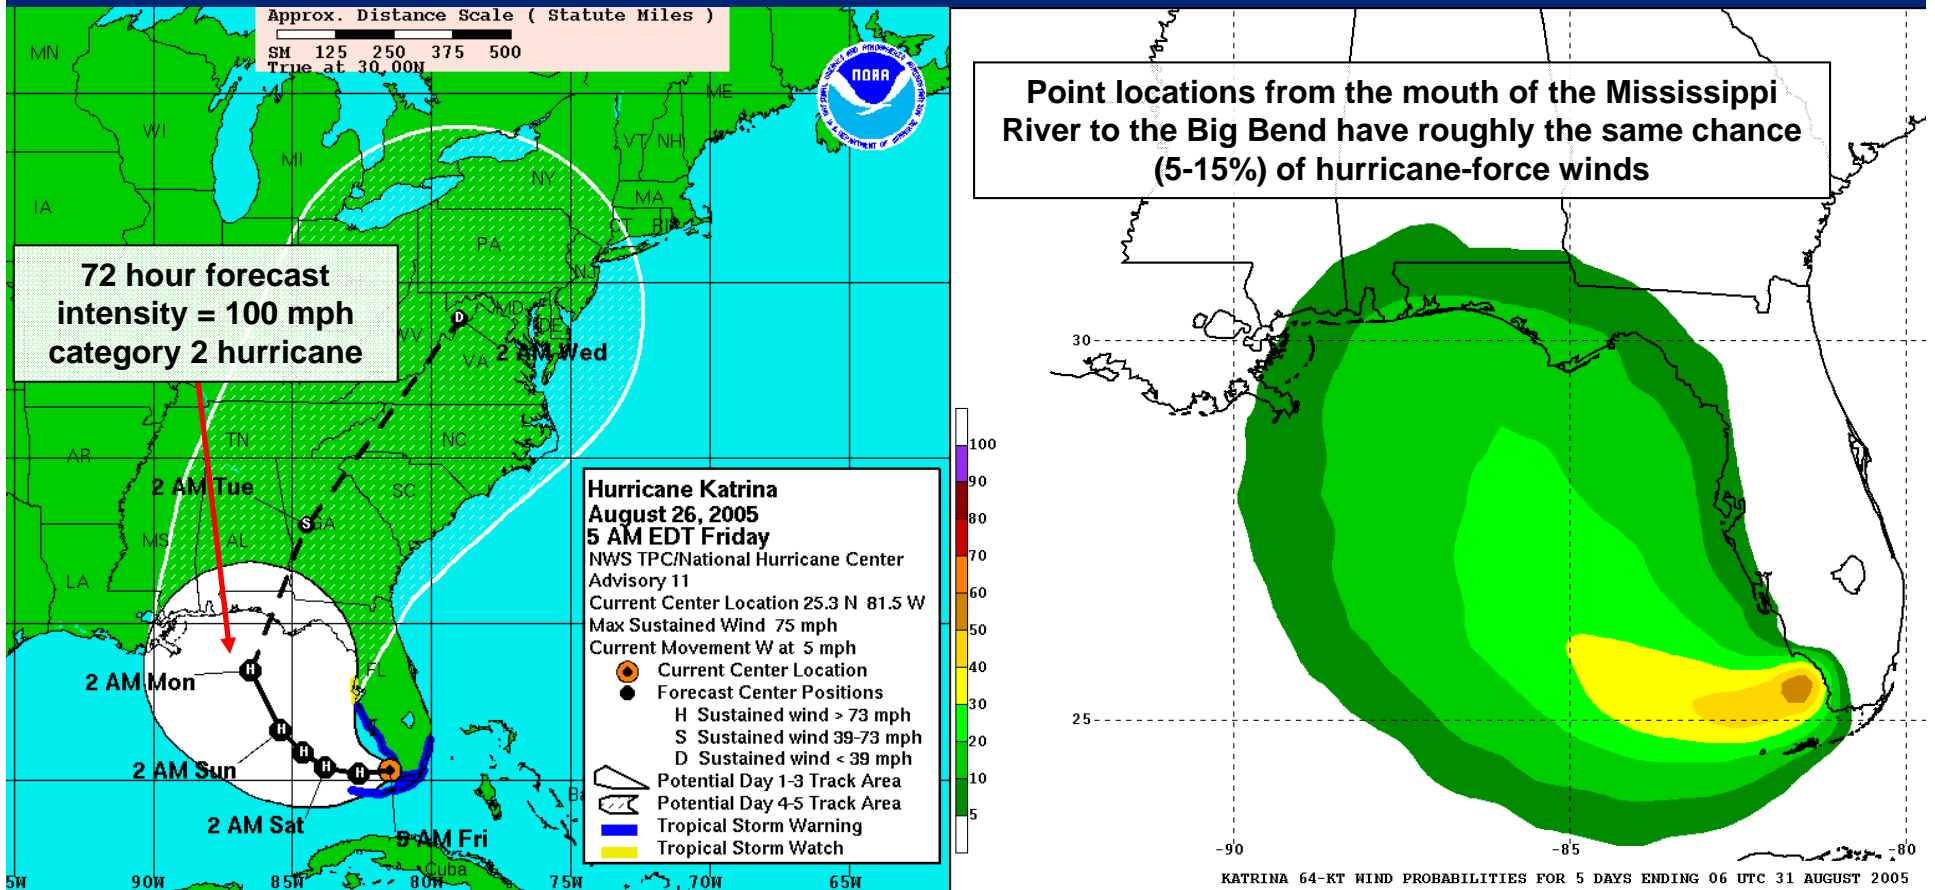 Approx. Distance Scale ( Statute Miles )
SM 125 250 375 500
True at 30.00N
NOAA
MN
WI
MI
IA
ME
VT NH
NY
MA
CT RI
PA
NJ
MD
DE
WV
VA
72 hour forecast
intensity = 100 mph
category 2 hurricane
D
2 AM Wed
TN
NC
AR
SC
2 AM Tue
S
GA
MS
AL
LA
FL
H
2 AM Mon
H
2 AM Sun
H
H
H
2 AM Sat
5 AM Fri
Ba
Cuba
5W 90W 85W 80W 75W 70W 65W
Hurricane Katrina
August 26, 2005
5 AM EDT Friday
NWS TPC/National Hurricane Center
Advisory 11
Current Center Location 25.3 N 81.5 W
Max Sustained Wind 75 mph
Current Movement W at 5 mph
Current Center Location
Forecast Center Positions
H Sustained wind > 73 mph
S Sustained wind 39-73 mph
D Sustained wind < 39 mph
Potential Day 1-3 Track Area
Potential Day 4-5 Track Area
Tropical Storm Warning
Tropical Storm Watch
Point locations from the mouth of the Mississippi
River to the Big Bend have roughly the same chance
(5-15%) of hurricane-force winds
100
90
80
70
60
50
40
30
20
10
5
30
25
-90 -85 -80
KATRINA 64-KT WIND PROBABILITIES FOR 5 DAYS ENDING 06 UTC 31 AUGUST 2005